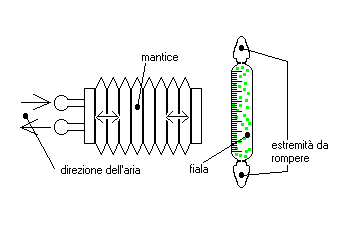 mantice
direzione dell'aria
fiala
estremità da
rompere